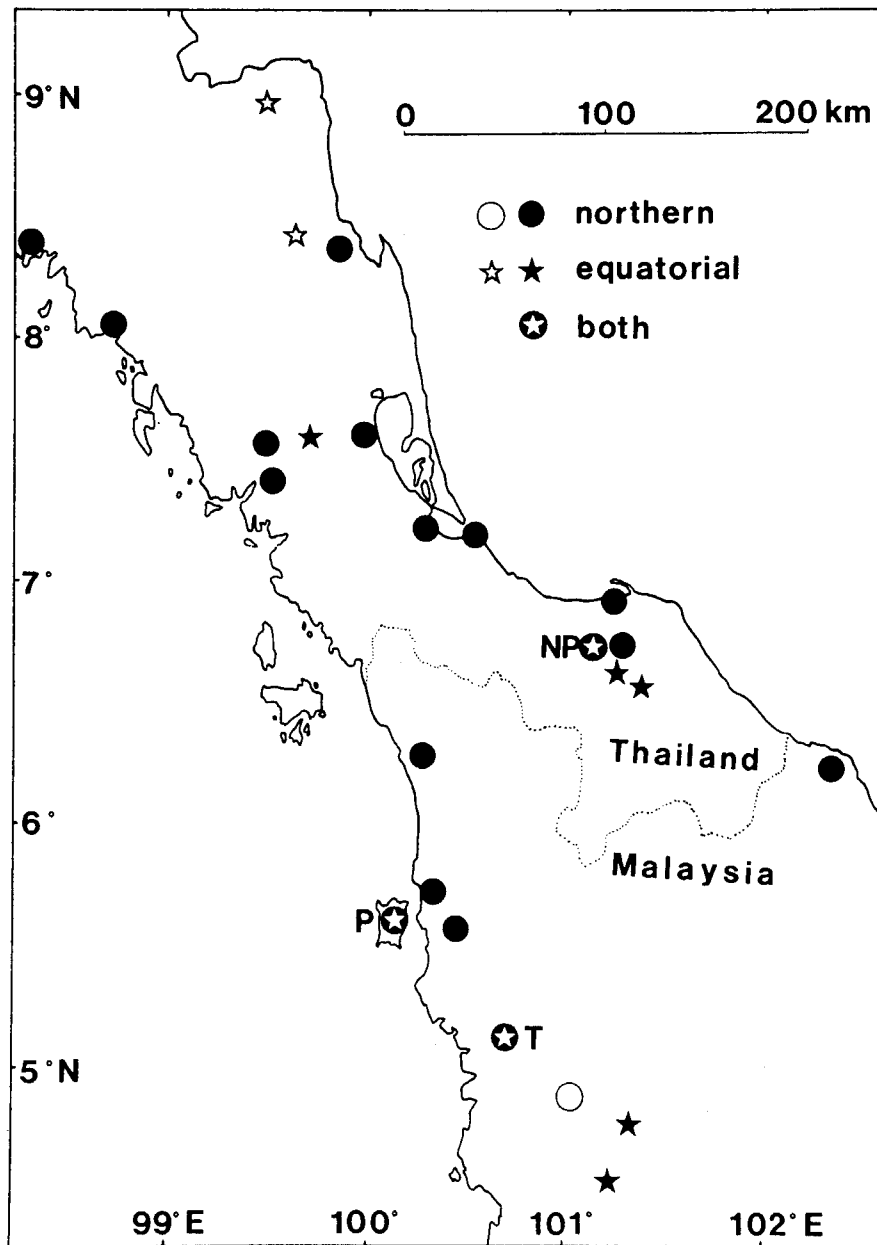 9°N
0 100 200 km
northern
equatorial
8°
both
7°
NP
Thailand
6°
Malaysia
P
T
5°N
99°E 100° 101°E 102°E